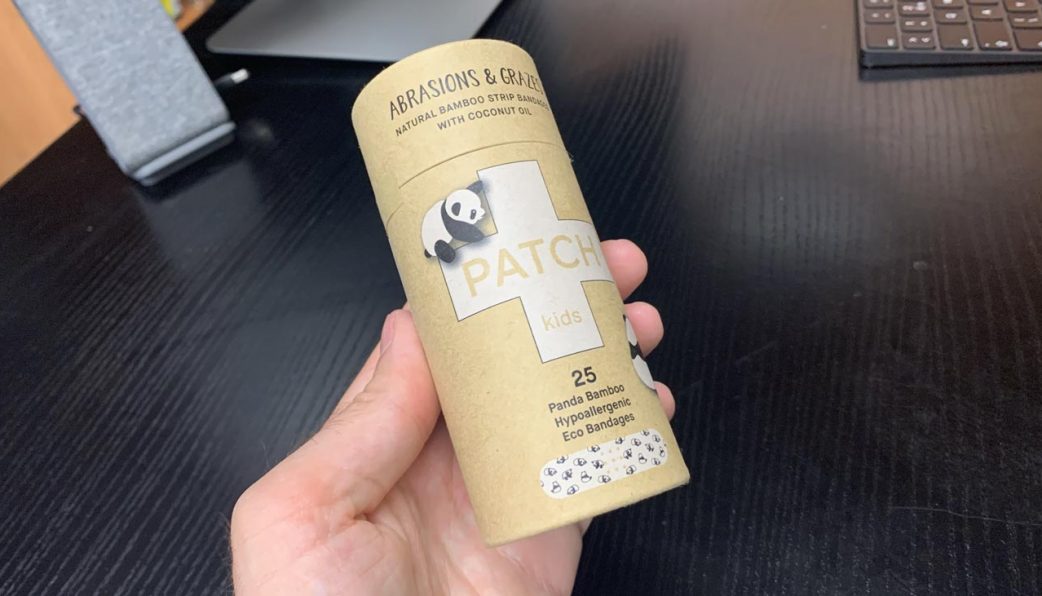 ABRASIONS & GRAZES
NATURAL BAMBOO STRIP BANDAGES
WITH COCONUT OIL
PATCH
kids
25
Panda Bamboo
Hypoallergenic
Eco Bandages